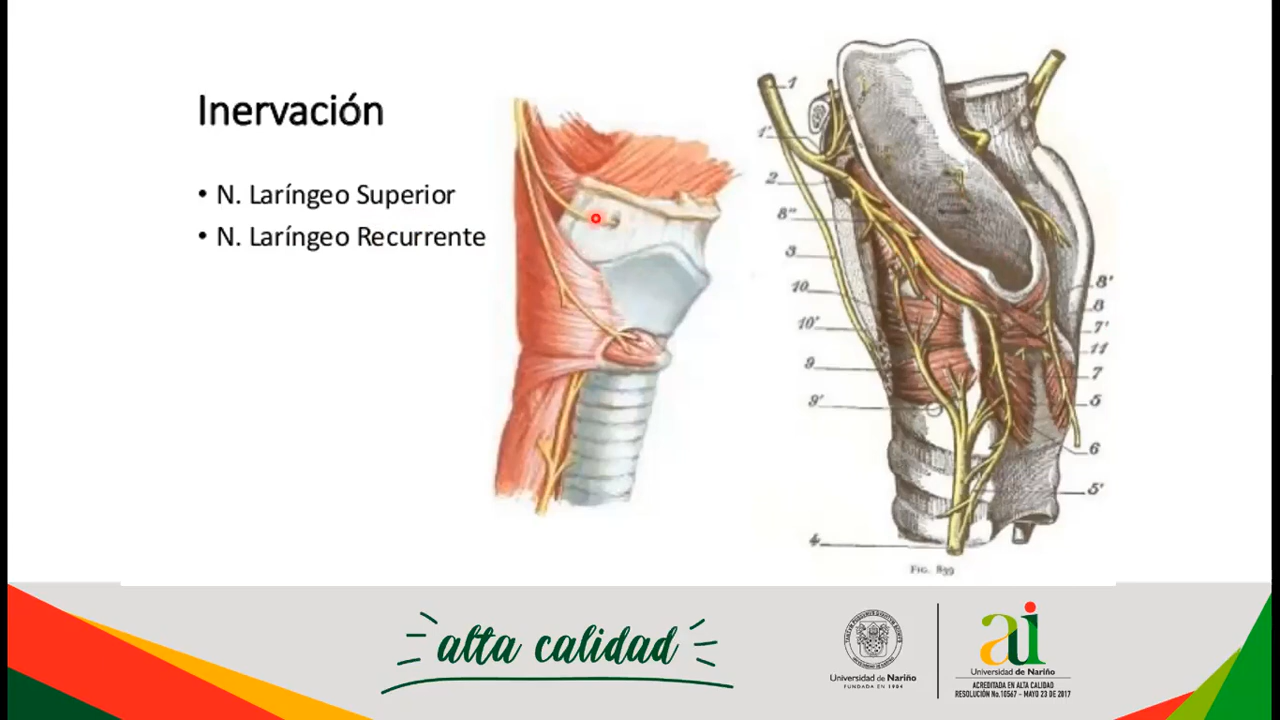 Inervación
• N. Laríngeo Superior
• N. Laríngeo Recurrente
1
1'
2
8"
3
10
10'
9
9'
4
8'
8
7'
11
7
5
6
5'
FIG. 899
alta calidad
Universidad de Nariño
FUNDADA EN 1904
ai
Universidad de Nariño
ACREDITADA EN ALTA CALIDAD
RESOLUCIÓN No.10567 - MAYO 23 DE 2017